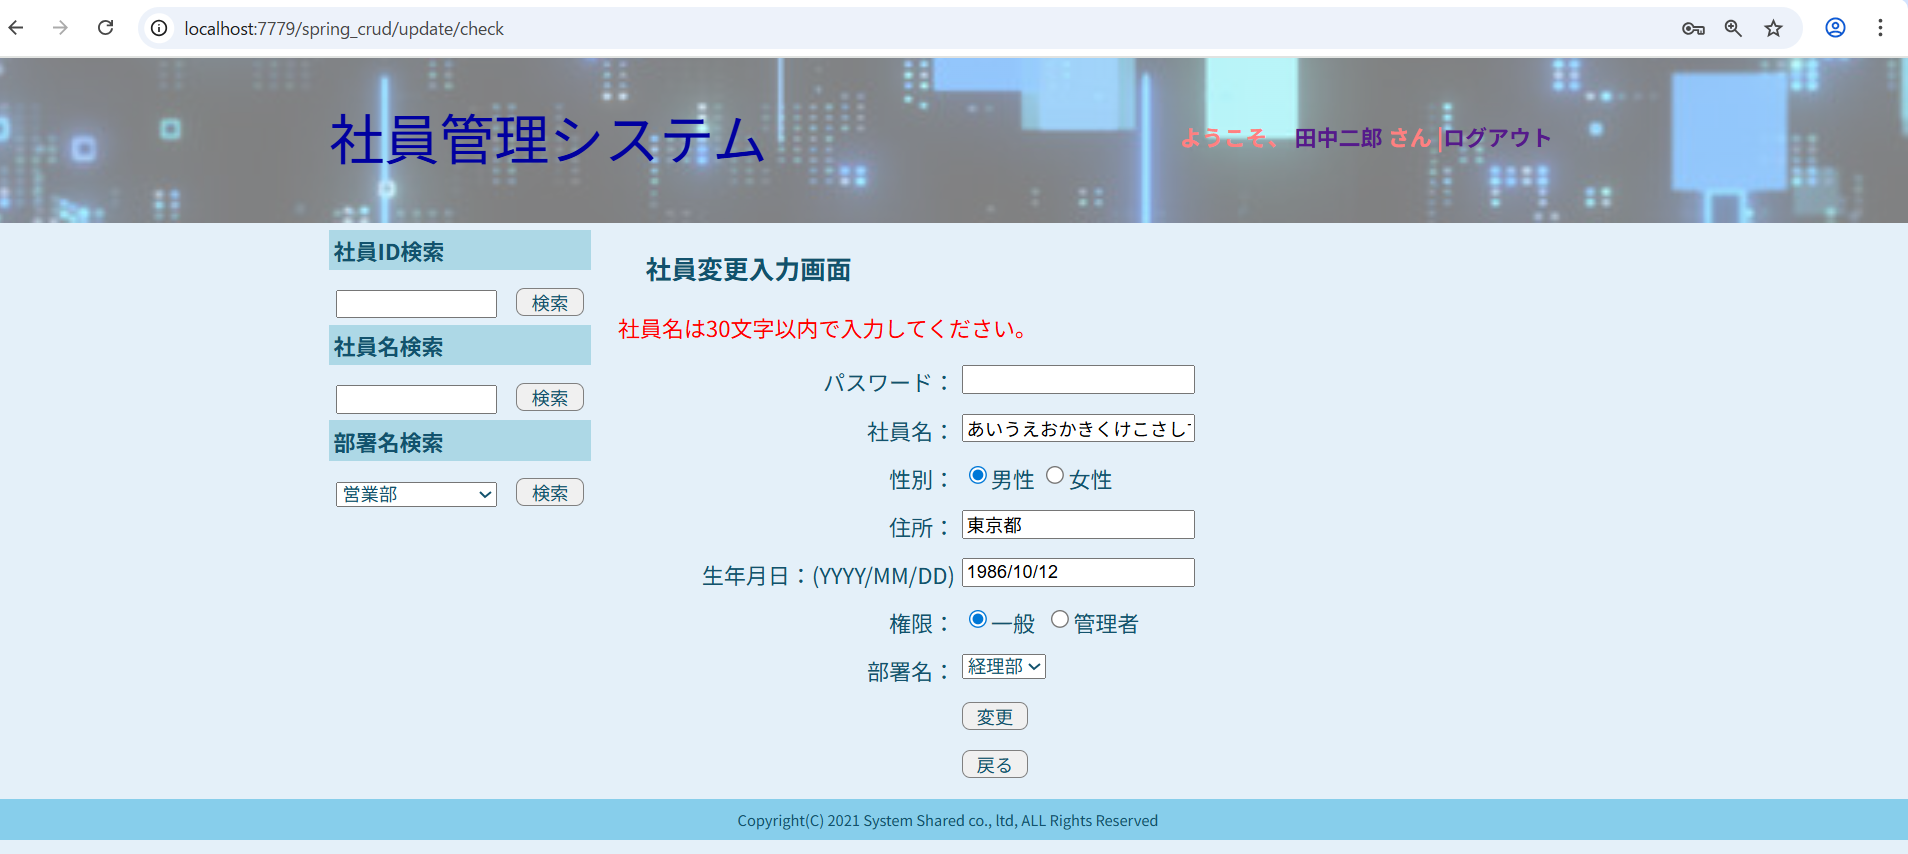 localhost:7779/spring_crud/update/check
社員管理システム
ようこそ、 田中二郎 さん |ログアウト
社員ID検索
検索
社員名検索
検索
部署名検索
営業部 検索
社員変更入力画面
社員名は30文字以内で入力してください。
パスワード：
社員名： あいうえおかきくけこさし
性別： 男性 女性
住所： 東京都
生年月日：(YYYY/MM/DD) 1986/10/12
権限： 一般 管理者
部署名： 経理部
変更
戻る
Copyright(C) 2021 System Shared co., ltd, ALL Rights Reserved